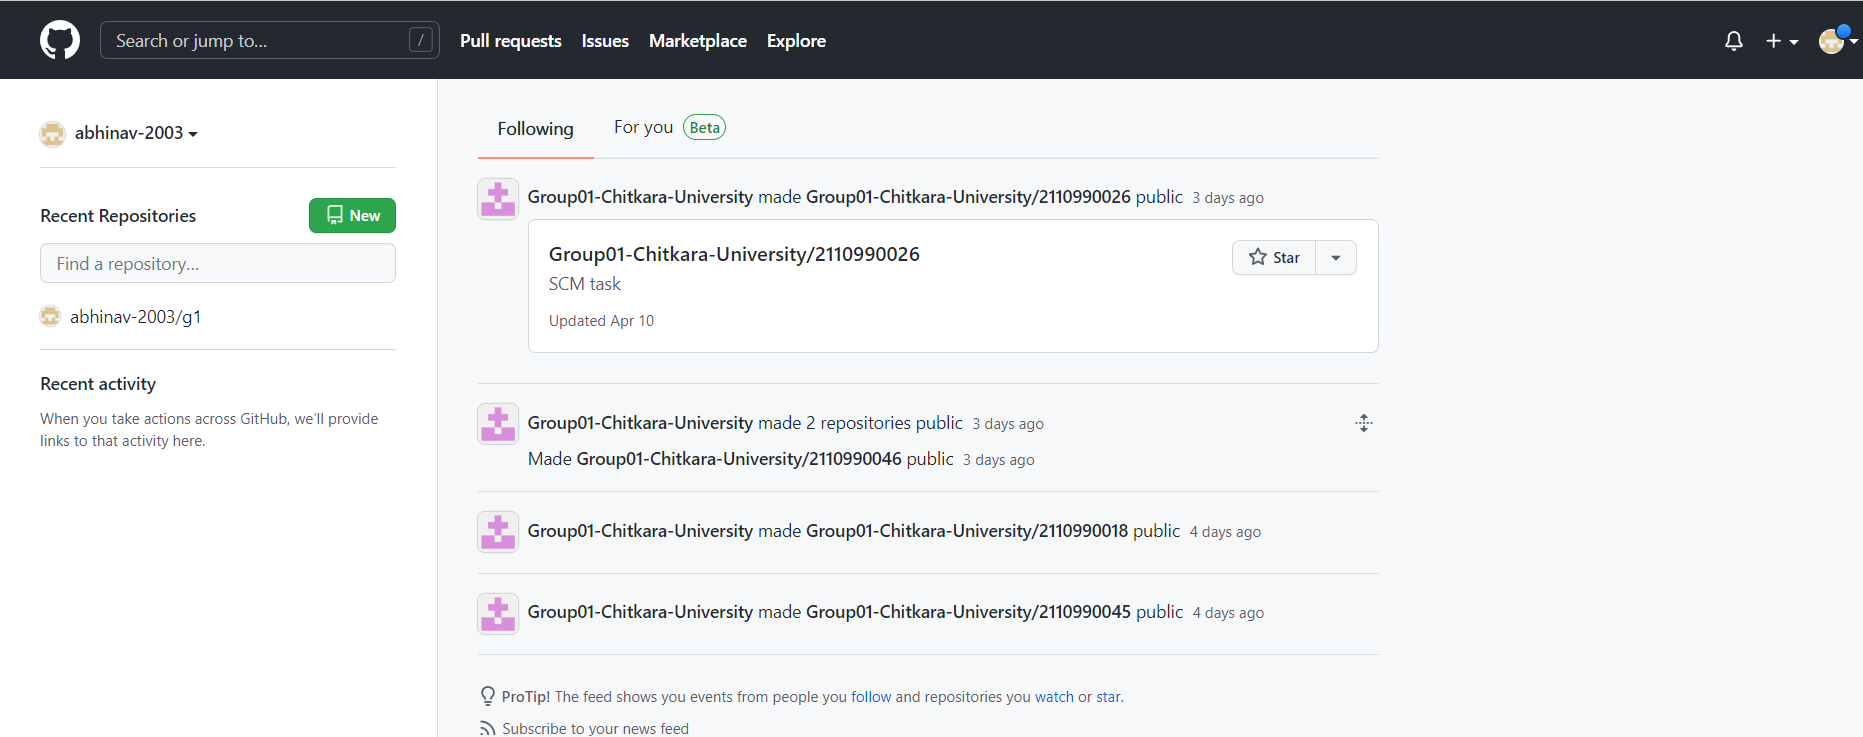 Search or jump to... /
Pull requests Issues Marketplace Explore
abhinav-2003
Recent Repositories New
Find a repository...
abhinav-2003/g1
Recent activity
When you take actions across GitHub, we'll provide
links to that activity here.
Following For you Beta
Group01-Chitkara-University made Group01-Chitkara-University/2110990026 public 3 days ago
Group01-Chitkara-University/2110990026 Star
SCM task
Updated Apr 10
Group01-Chitkara-University made 2 repositories public 3 days ago
Made Group01-Chitkara-University/2110990046 public 3 days ago
Group01-Chitkara-University made Group01-Chitkara-University/2110990018 public 4 days ago
Group01-Chitkara-University made Group01-Chitkara-University/2110990045 public 4 days ago
ProTip! The feed shows you events from people you follow and repositories you watch or star.
Subscribe to your news feed